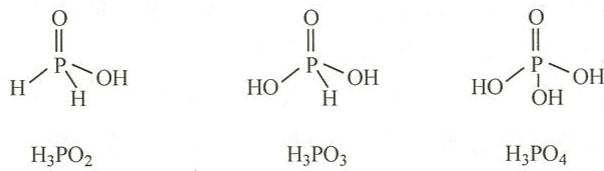 O O O
P P P
H OH HO OH HO OH
H H OH
H₃PO₂ H₃PO₃ H₃PO₄